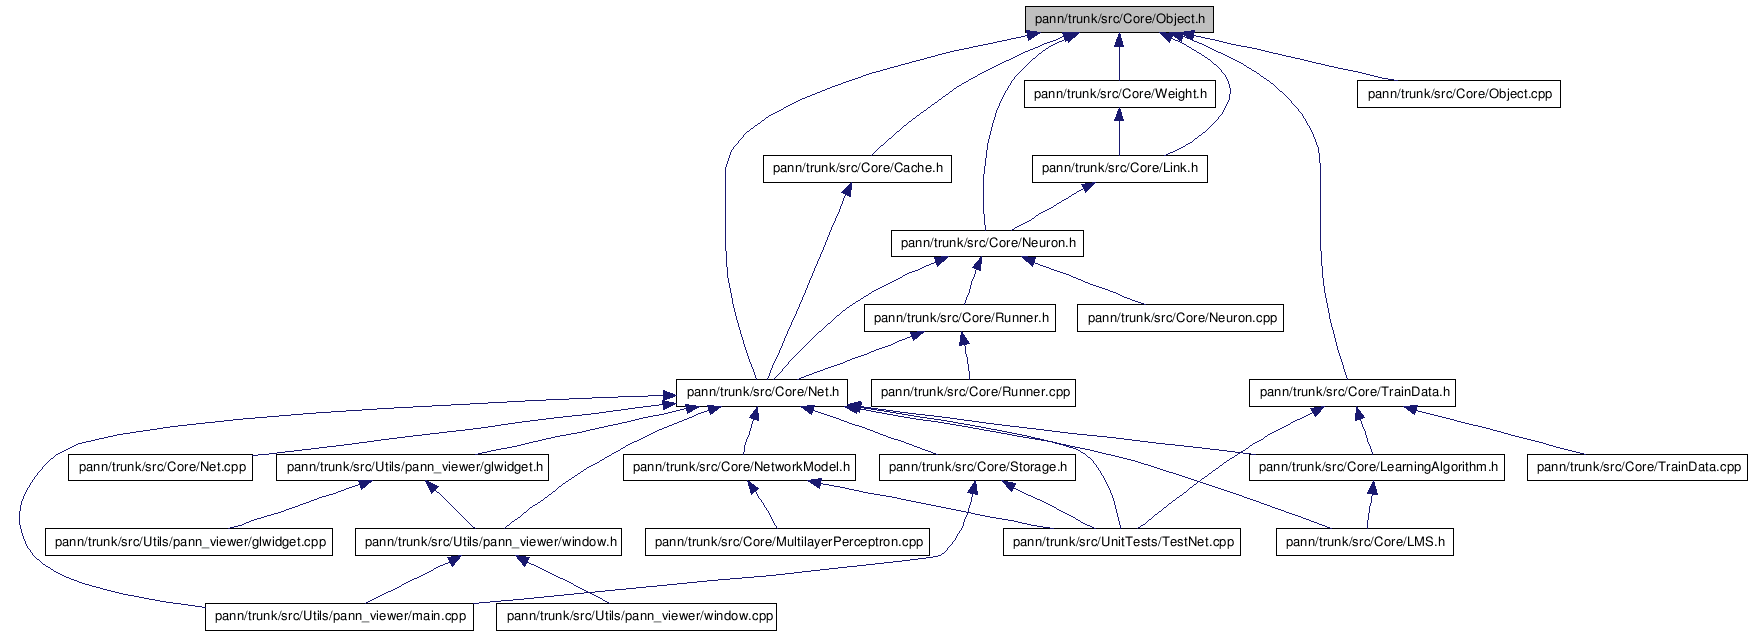 pann/trunk/src/Core/Object.h
pann/trunk/src/Core/Weight.h
pann/trunk/src/Core/Object.cpp
pann/trunk/src/Core/Cache.h
pann/trunk/src/Core/Link.h
pann/trunk/src/Core/Neuron.h
pann/trunk/src/Core/Runner.h
pann/trunk/src/Core/Neuron.cpp
pann/trunk/src/Core/Net.h
pann/trunk/src/Core/Runner.cpp
pann/trunk/src/Core/TrainData.h
pann/trunk/src/Core/Net.cpp
pann/trunk/src/Utils/pann_viewer/glwidget.h
pann/trunk/src/Core/NetworkModel.h
pann/trunk/src/Core/Storage.h
pann/trunk/src/Core/LearningAlgorithm.h
pann/trunk/src/Core/TrainData.cpp
pann/trunk/src/Utils/pann_viewer/glwidget.cpp
pann/trunk/src/Utils/pann_viewer/window.h
pann/trunk/src/Core/MultilayerPerceptron.cpp
pann/trunk/src/UnitTests/TestNet.cpp
pann/trunk/src/Core/LMS.h
pann/trunk/src/Utils/pann_viewer/main.cpp
pann/trunk/src/Utils/pann_viewer/window.cpp